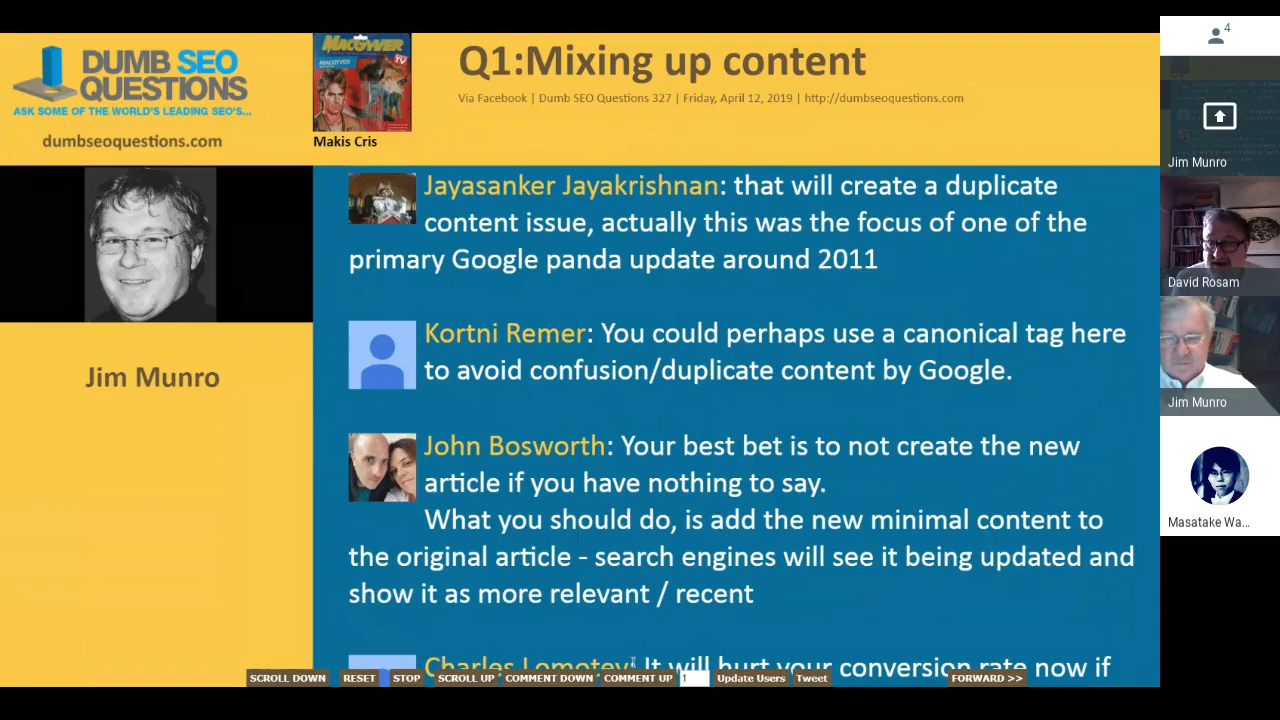 DUMB SEO
QUESTIONS
ASK SOME OF THE WORLD'S LEADING SEO'S...
dumbseoquestions.com
MACGYVER
MACGYVER
TV
Makis Cris
Q1:Mixing up content
Via Facebook | Dumb SEO Questions 327 | Friday, April 12, 2019 | http://dumbseoquestions.com
Jim Munro
Jayasanker Jayakrishnan: that will create a duplicate
content issue, actually this was the focus of one of the
primary Google panda update around 2011
Kortni Remer: You could perhaps use a canonical tag here
to avoid confusion/duplicate content by Google.
John Bosworth: Your best bet is to not create the new
article if you have nothing to say.
What you should do, is add the new minimal content to
the original article - search engines will see it being updated and
show it as more relevant / recent
Charles Lomotey: It will hurt your conversion rate now if
SCROLL DOWN RESET STOP SCROLL UP COMMENT DOWN COMMENT UP 1 Update Users Tweet FORWARD >>
4
Jim Munro
David Rosam
Jim Munro
Masatake Wa...